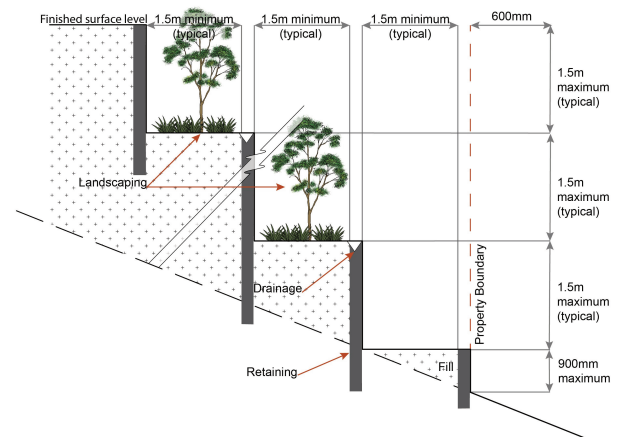 Finished surface level
1.5m minimum
(typical)
1.5m minimum
(typical)
1.5m minimum
(typical)
600mm
1.5m
maximum
(typical)
Landscaping
1.5m
maximum
(typical)
Drainage
Property Boundary
1.5m
maximum
(typical)
Retaining
Fill
900mm
maximum